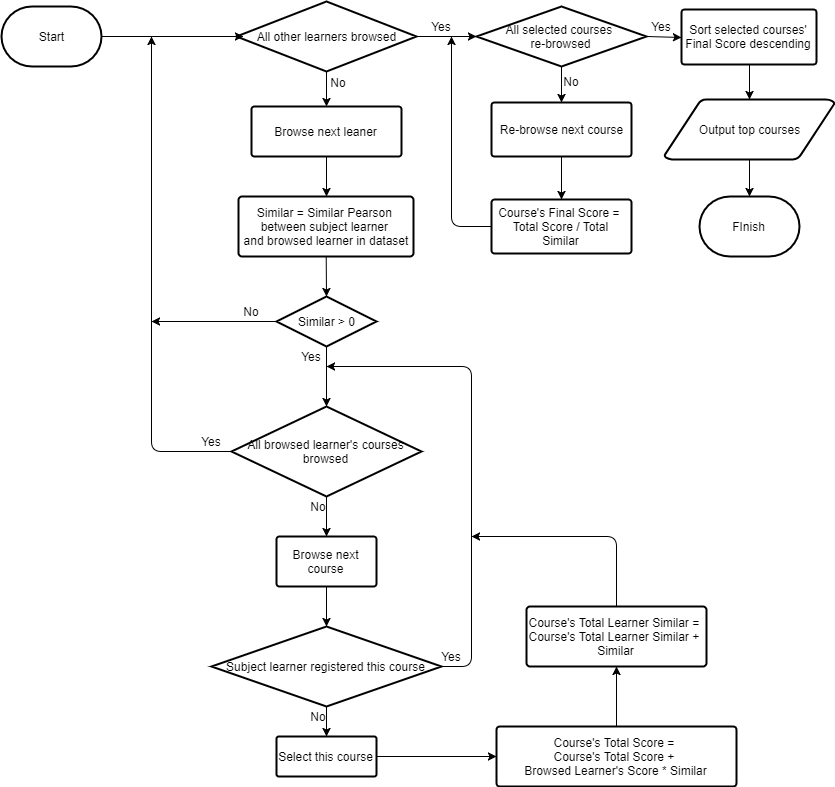 Start
All other learners browsed
Yes
All selected courses
re-browsed
Yes
Sort selected courses'
Final Score descending
No
No
Browse next leaner
Re-browse next course
Output top courses
Similar = Similar Pearson
between subject learner
and browsed learner in dataset
Course's Final Score =
Total Score / Total
Similar
FInish
No
Similar > 0
Yes
Yes
All browsed learner's courses
browsed
No
Browse next
course
Subject learner registered this course
Yes
Course's Total Learner Similar =
Course's Total Learner Similar +
Similar
No
Select this course
Course's Total Score =
Course's Total Score +
Browsed Learner's Score * Similar